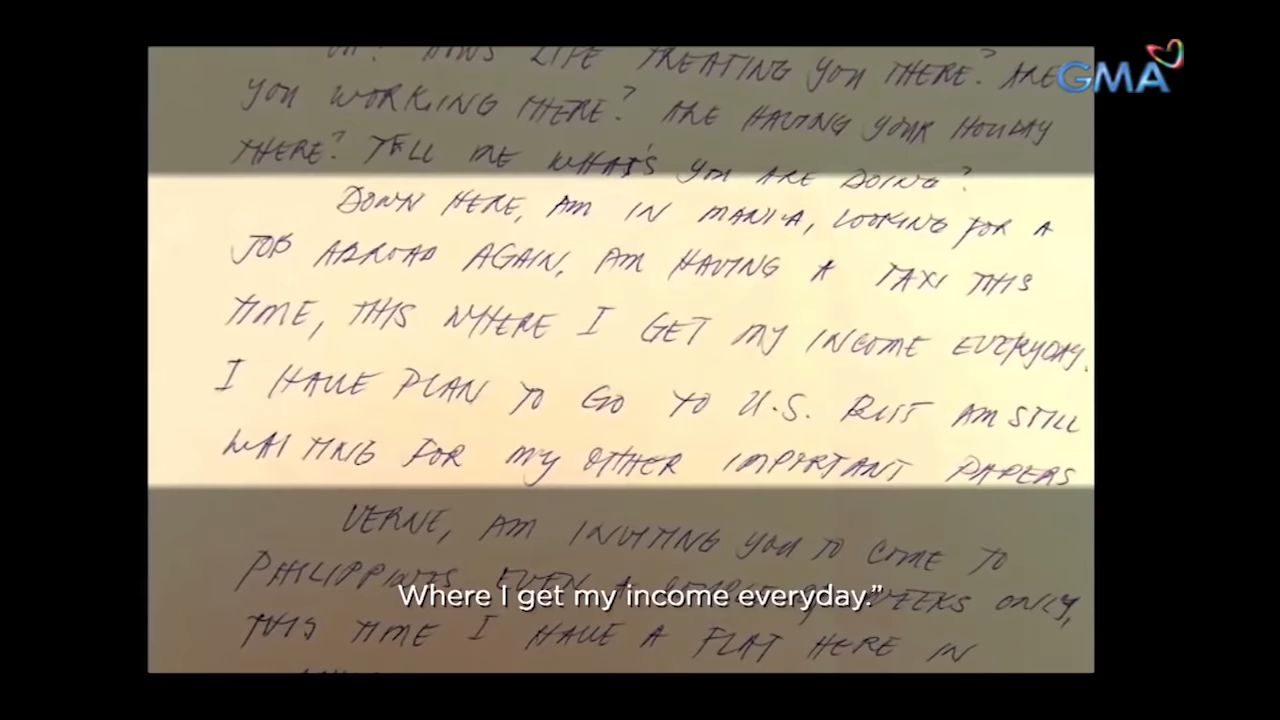 HOWS LIFE TREATING YOU THERE? ARE
GMA
YOU WORKING THERE? ARE HAVING YOUR HOLIDAY
THERE? TELL ME WHAT'S YOU ARE DOING?
DOWN HERE, AM IN MANILA, LOOKING FOR A
JOB ABROAD AGAIN, AM HAVING A TAXI THIS
TIME, THIS WHERE I GET MY INCOME EVERYDAY.
I HAVE PLAN TO GO TO U.S. BUT AM STILL
WAITING FOR MY OTHER IMPORTANT PAPERS
VERNE, AM INVITING YOU TO COME TO
PHILIPPINES EVEN A COUPLE OF WEEKS ONLY,
Where I get my income everyday.”
THIS TIME I HAVE A FLAT HERE IN